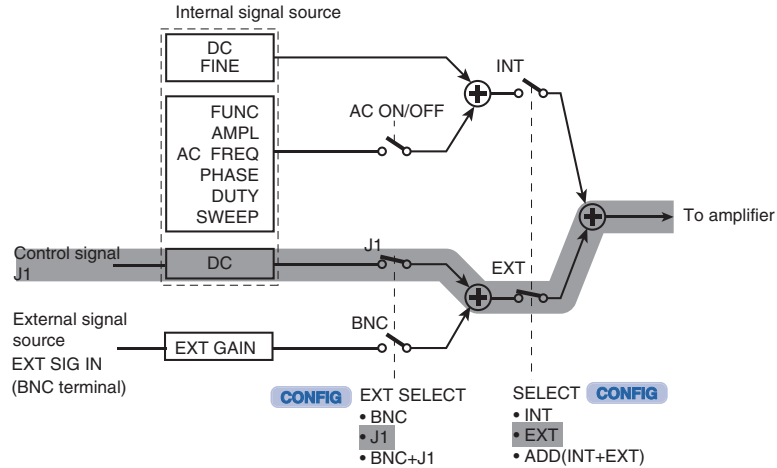 Internal signal source
DC
FINE
FUNC
AMPL
AC FREQ
PHASE
DUTY
SWEEP
AC ON/OFF
INT
To amplifier
Control signal
J1
DC
J1
EXT
External signal
source
EXT SIG IN
(BNC terminal)
EXT GAIN
BNC
CONFIG EXT SELECT
• BNC
• J1
• BNC+J1
SELECT CONFIG
• INT
• EXT
• ADD(INT+EXT)